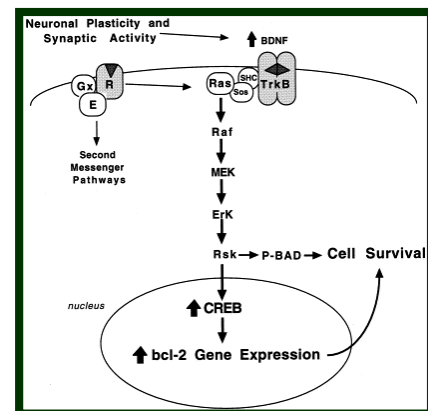 Neuronal Plasticity and
Synaptic Activity
BDNF
Gx
R
E
Ras
SHC
Sos
TrkB
Second
Messenger
Pathways
Raf
MEK
ErK
Rsk
P-BAD
Cell Survival
nucleus
CREB
bcl-2 Gene Expression